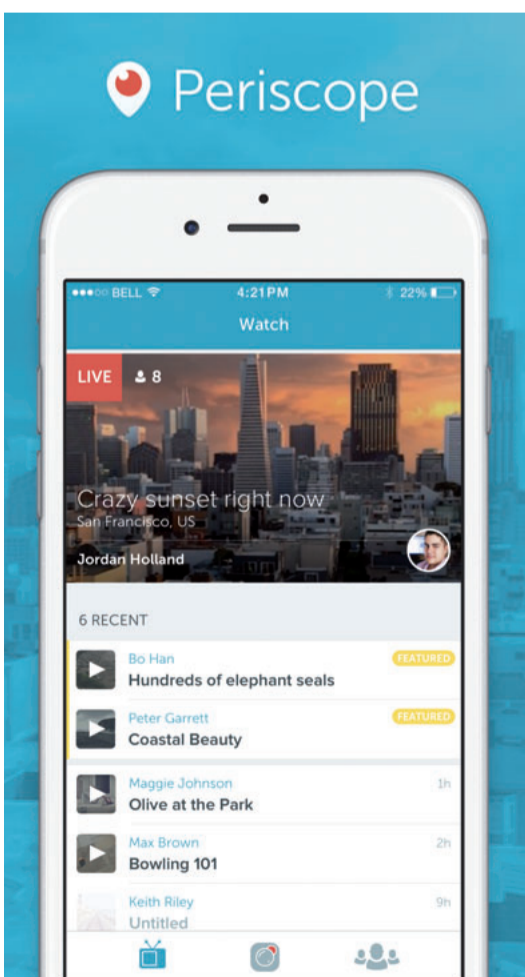 Periscope
BELL 4:21 PM 22%
Watch
LIVE 8
Crazy sunset right now
San Francisco, US
Jordan Holland
6 RECENT
Bo Han FEATURED
Hundreds of elephant seals
Peter Garrett FEATURED
Coastal Beauty
Maggie Johnson 1h
Olive at the Park
Max Brown 2h
Bowling 101
Keith Riley 9h
Untitled